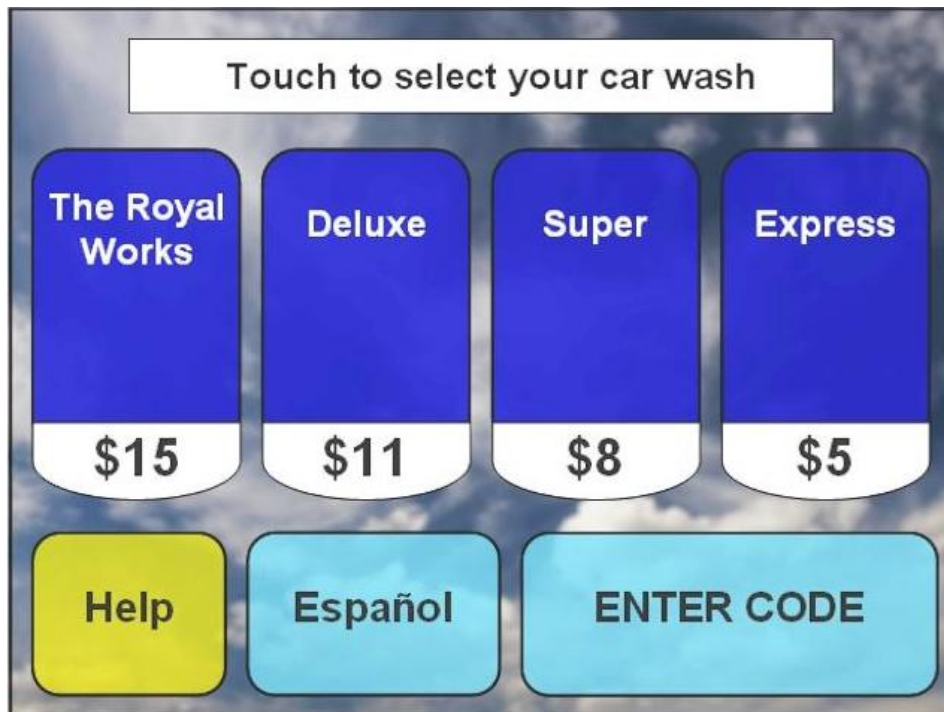 Touch to select your car wash
The Royal
Works
Deluxe
Super
Express
$15
$11
$8
$5
Help
Español
ENTER CODE